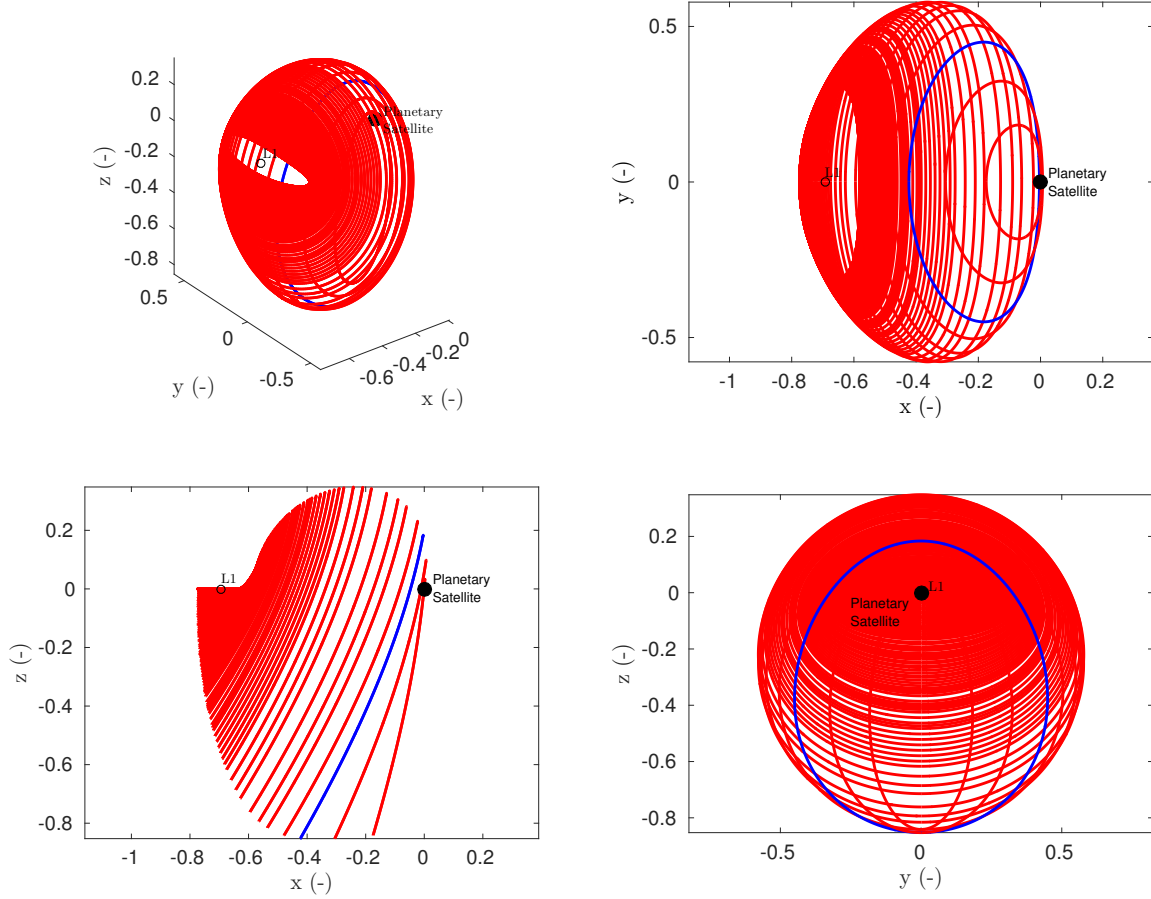 0.2
0
-0.2
-0.4
-0.6
-0.8
z (-)
L1
Planetary
Satellite
0.5
0
-0.5
y (-)
-0.6
-0.4
-0.2
0
x (-)
0.5
0
-0.5
y (-)
L1
Planetary
Satellite
-1 -0.8 -0.6 -0.4 -0.2 0 0.2
x (-)
0.2
0
-0.2
-0.4
-0.6
-0.8
z (-)
L1
Planetary
Satellite
-1 -0.8 -0.6 -0.4 -0.2 0 0.2
x (-)
0.2
0
-0.2
-0.4
-0.6
-0.8
z (-)
L1
Planetary
Satellite
-0.5 0 0.5
y (-)